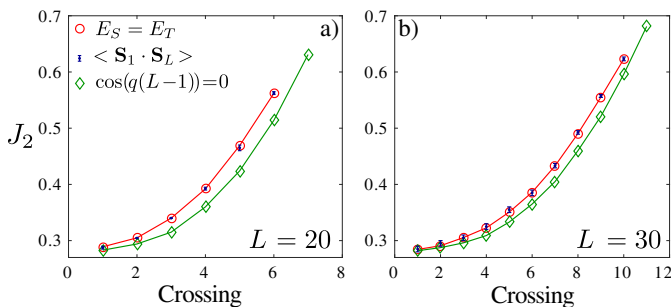 0.7
0.6
0.5
0.4
0.3
J₂
a)
E_S = E_T
< S₁ · S_L >
cos(q(L−1))=0
L = 20
0 2 4 6 8
Crossing
b)
L = 30
0 2 4 6 8 10 12
Crossing
0.7
0.6
0.5
0.4
0.3